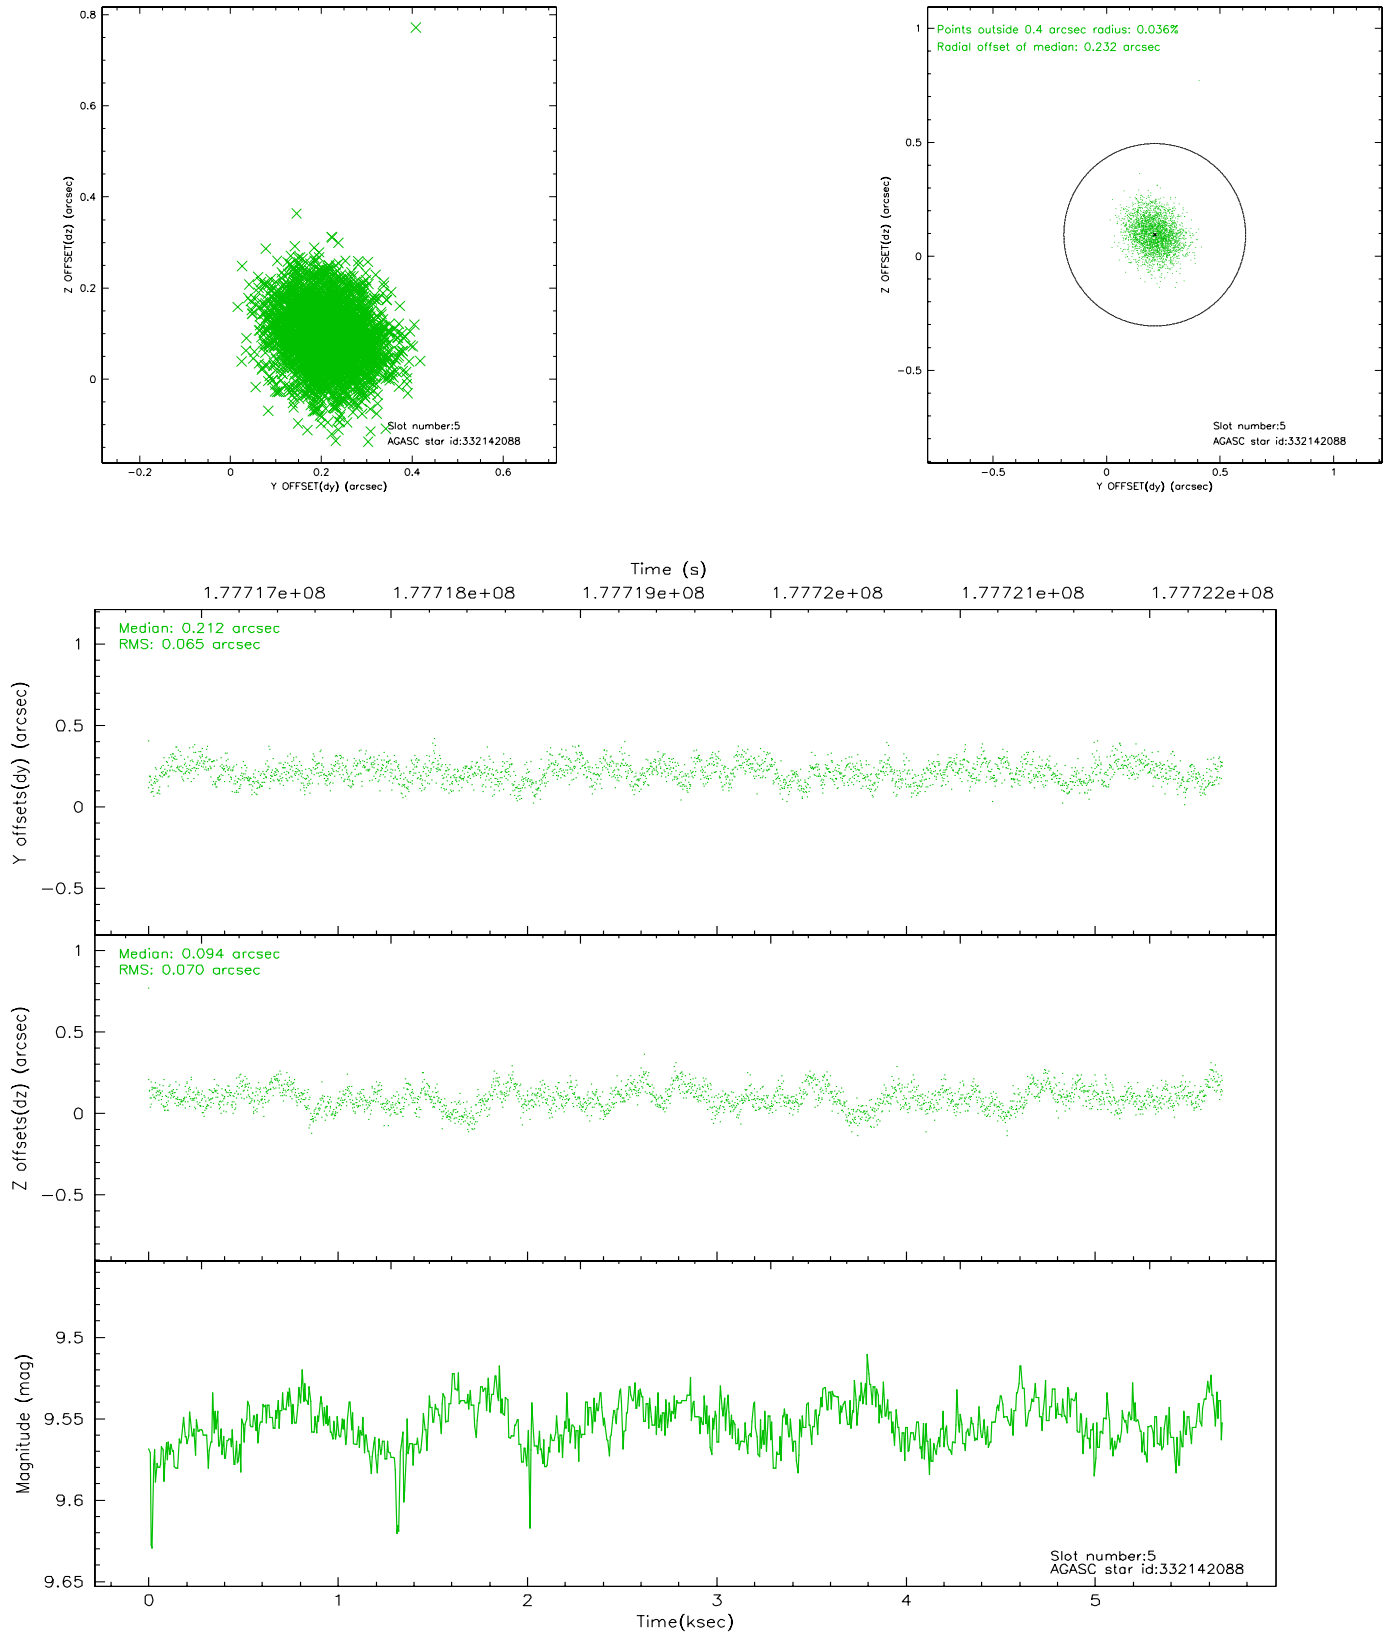 0.8
0.6
0.4
0.2
0
-0.2
0
0.2
0.4
0.6
Z OFFSET(dz) (arcsec)
Y OFFSET(dy) (arcsec)
Slot number:5
AGASC star id:332142088
Points outside 0.4 arcsec radius: 0.036%
Radial offset of median: 0.232 arcsec
1
0.5
0
-0.5
-0.5
0
0.5
1
Z OFFSET(dz) (arcsec)
Y OFFSET(dy) (arcsec)
Slot number:5
AGASC star id:332142088
Time (s)
1.77717e+08 1.77718e+08 1.77719e+08 1.7772e+08 1.77721e+08 1.77722e+08
Median: 0.212 arcsec
RMS: 0.065 arcsec
1
0.5
0
-0.5
Y offsets(dy) (arcsec)
Median: 0.094 arcsec
RMS: 0.070 arcsec
1
0.5
0
-0.5
Z offsets(dz) (arcsec)
9.5
9.55
9.6
9.65
Magnitude (mag)
Slot number:5
AGASC star id:332142088
0 1 2 3 4 5
Time(ksec)